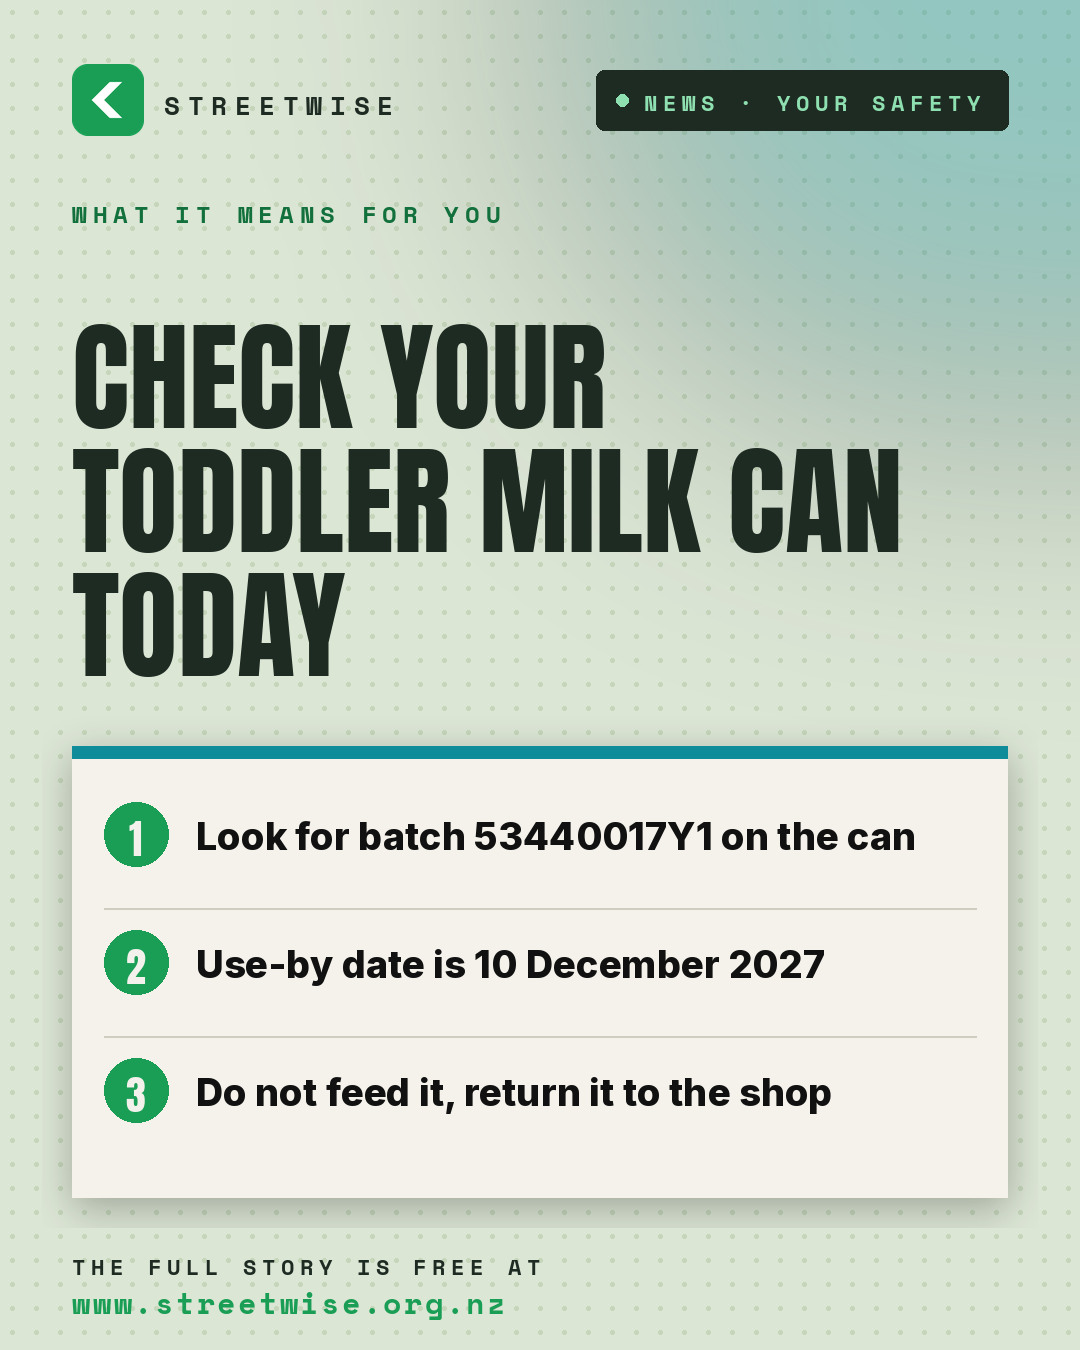 STREETWISE
NEWS · YOUR SAFETY
WHAT IT MEANS FOR YOU
CHECK YOUR
TODDLER MILK CAN
TODAY
1 Look for batch 53440017Y1 on the can
2 Use-by date is 10 December 2027
3 Do not feed it, return it to the shop
THE FULL STORY IS FREE AT
www.streetwise.org.nz